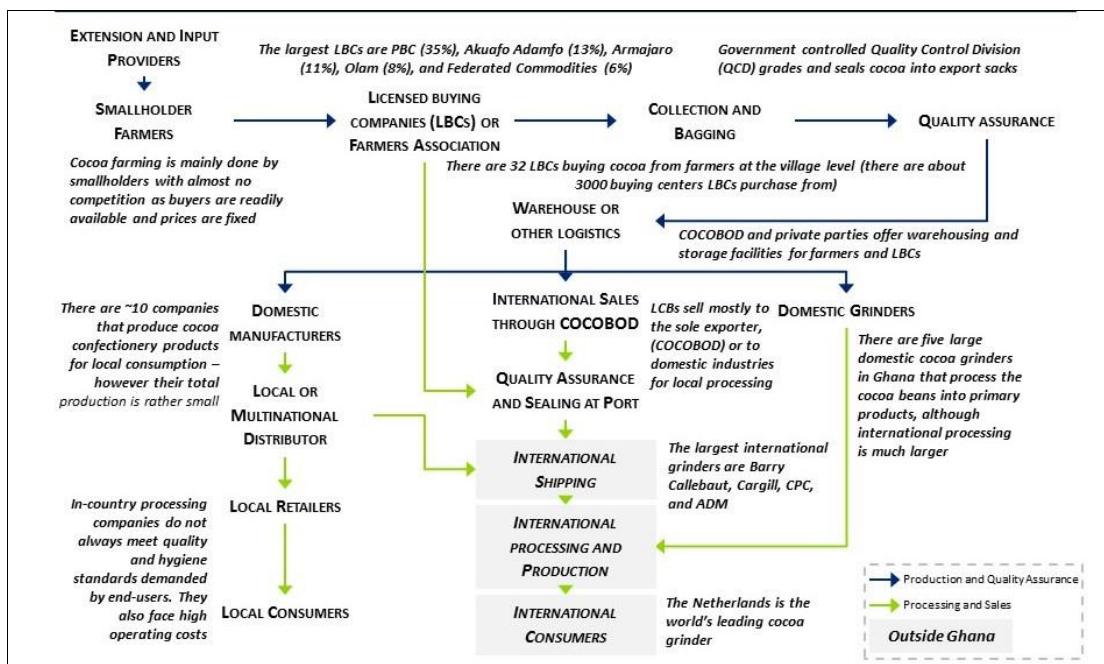 EXTENSION AND INPUT
PROVIDERS
The largest LBCs are PBC (35%), Akuafo Adamfo (13%), Armajaro
(11%), Olam (8%), and Federated Commodities (6%)
Government controlled Quality Control Division
(QCD) grades and seals cocoa into export sacks
SMALLHOLDER
FARMERS
LICENSED BUYING
COMPANIES (LBCS) OR
FARMERS ASSOCIATION
COLLECTION AND
BAGGING
QUALITY ASSURANCE
Cocoa farming is mainly done by
smallholders with almost no
competition as buyers are readily
available and prices are fixed
There are 32 LBCs buying cocoa from farmers at the village level (there are about
3000 buying centers LBCs purchase from)
WAREHOUSE OR
OTHER LOGISTICS
COCOBOD and private parties offer warehousing and
storage facilities for farmers and LBCs
There are ~10 companies
that produce cocoa
confectionery products
for local consumption –
however their total
production is rather small
DOMESTIC
MANUFACTURERS
INTERNATIONAL SALES
THROUGH COCOBOD
LCBs sell mostly to
the sole exporter,
(COCOBOD) or to
domestic industries
for local processing
DOMESTIC GRINDERS
There are five large
domestic cocoa grinders
in Ghana that process the
cocoa beans into primary
products, although
international processing
is much larger
LOCAL OR
MULTINATIONAL
DISTRIBUTOR
QUALITY ASSURANCE
AND SEALING AT PORT
INTERNATIONAL
SHIPPING
The largest international
grinders are Barry
Callebaut, Cargill, CPC,
and ADM
In-country processing
companies do not
always meet quality
and hygiene
standards demanded
by end-users. They
also face high
operating costs
LOCAL RETAILERS
INTERNATIONAL
PROCESSING AND
PRODUCTION
LOCAL CONSUMERS
INTERNATIONAL
CONSUMERS
The Netherlands is the
world's leading cocoa
grinder
Production and Quality Assurance
Processing and Sales
Outside Ghana